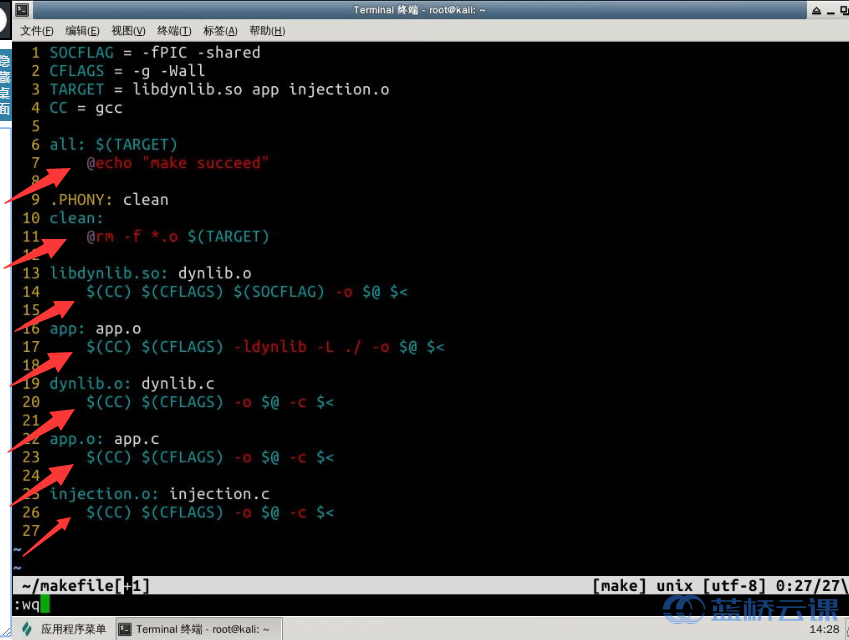 Terminal 终端 - root@kali: ~
文件(F) 编辑(E) 视图(V) 终端(T) 标签(A) 帮助(H)
隐藏桌面
1 SOCFLAG = -fPIC -shared
2 CFLAGS = -g -Wall
3 TARGET = libdynlib.so app injection.o
4 CC = gcc
5
6 all: $(TARGET)
7 @echo "make succeed"
8
9 .PHONY: clean
10 clean:
11 @rm -f *.o $(TARGET)
12
13 libdynlib.so: dynlib.o
14 $(CC) $(CFLAGS) $(SOCFLAG) -o $@ $<
15
16 app: app.o
17 $(CC) $(CFLAGS) -ldynlib -L ./ -o $@ $<
18
19 dynlib.o: dynlib.c
20 $(CC) $(CFLAGS) -o $@ -c $<
21
22 app.o: app.c
23 $(CC) $(CFLAGS) -o $@ -c $<
24
25 injection.o: injection.c
26 $(CC) $(CFLAGS) -o $@ -c $<
27
~
~
~/makefile[+1] [make] unix [utf-8] 0:27/27\
:wq
蓝桥云课
应用程序菜单 Terminal 终端 - root@kali: ~ 14:28